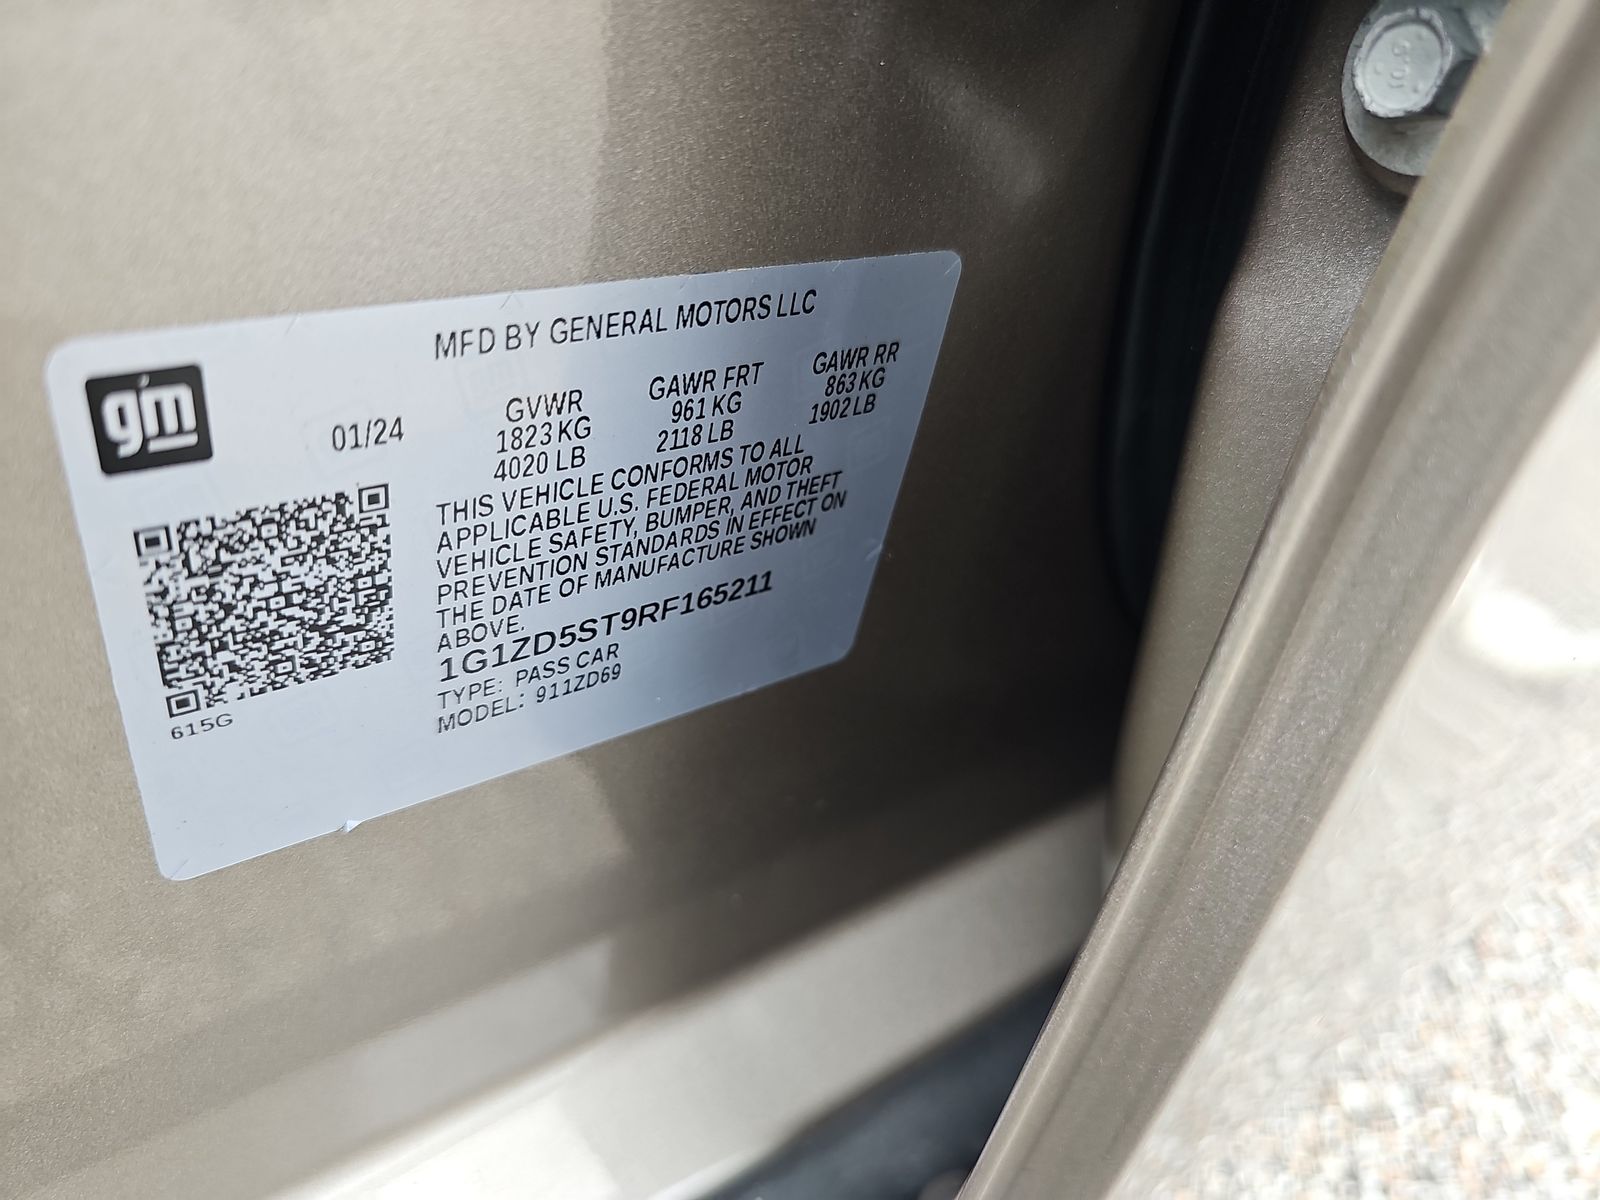 MFD BY GENERAL MOTORS LLC
gm
01/24
GVWR
1823 KG
4020 LB
GAWR FRT
961 KG
2118 LB
GAWR RR
863 KG
1902 LB
THIS VEHICLE CONFORMS TO ALL
APPLICABLE U.S. FEDERAL MOTOR
VEHICLE SAFETY, BUMPER, AND THEFT
PREVENTION STANDARDS IN EFFECT ON
THE DATE OF MANUFACTURE SHOWN
ABOVE.
1G1ZD5ST9RF165211
TYPE: PASS CAR
MODEL: 911ZD69
615G